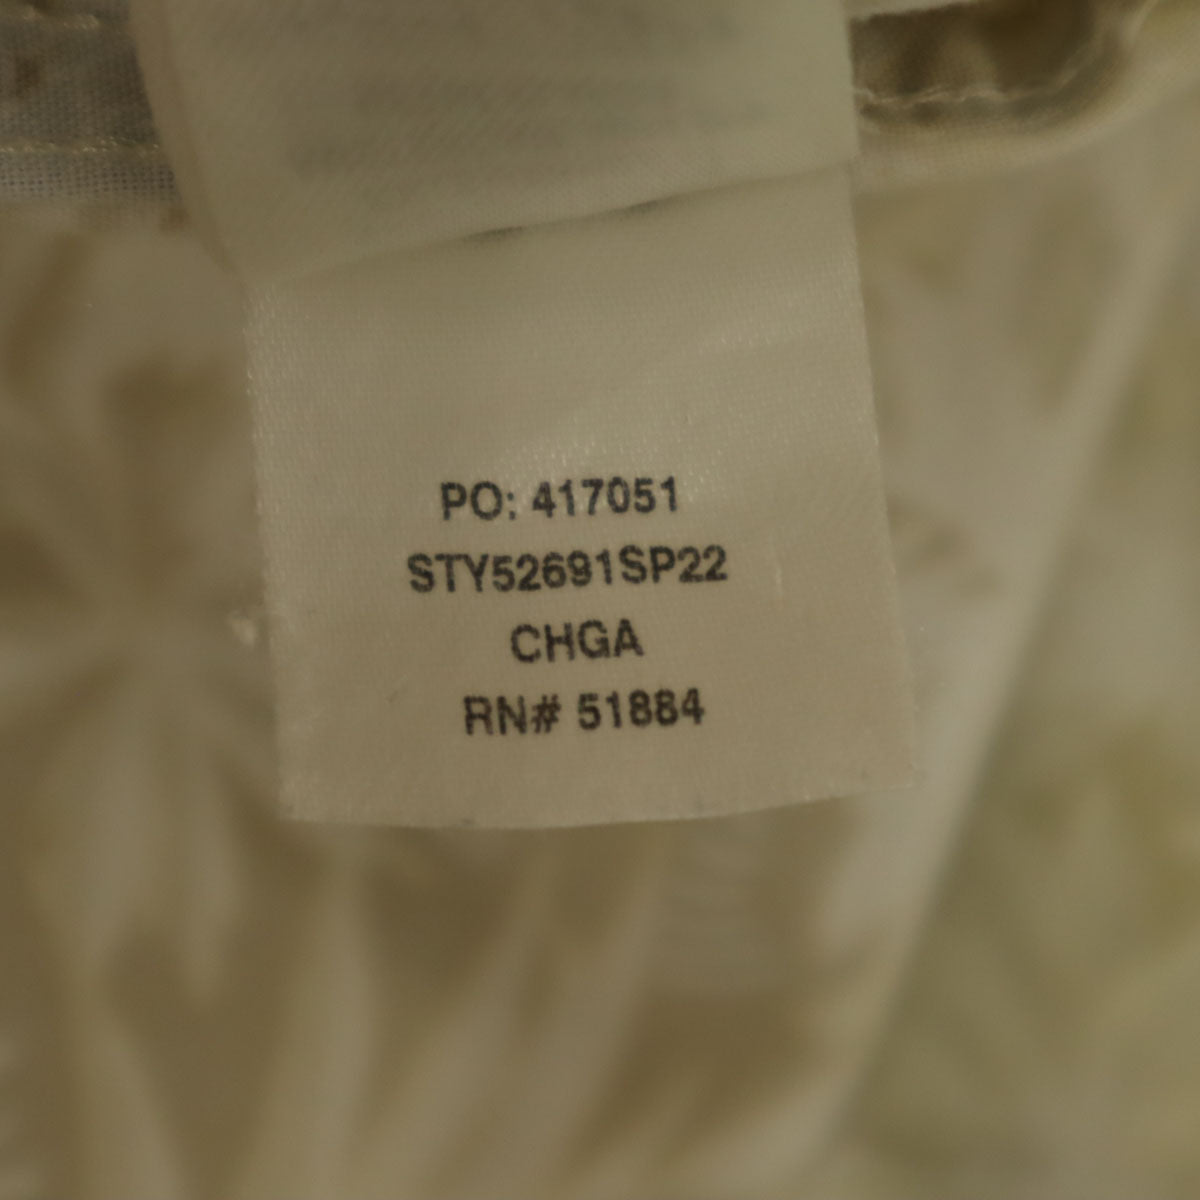 PO: 417051
STY52691SP22
CHGA
RN# 51884